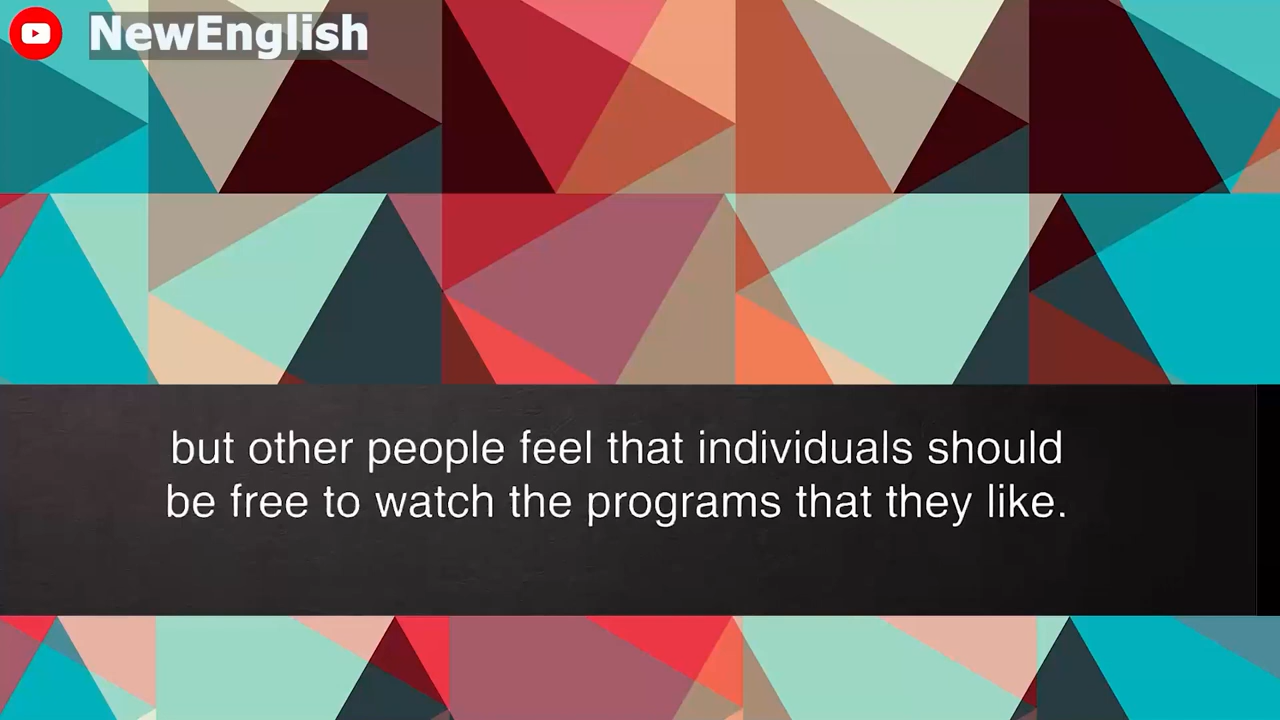 NewEnglish
but other people feel that individuals should
be free to watch the programs that they like.